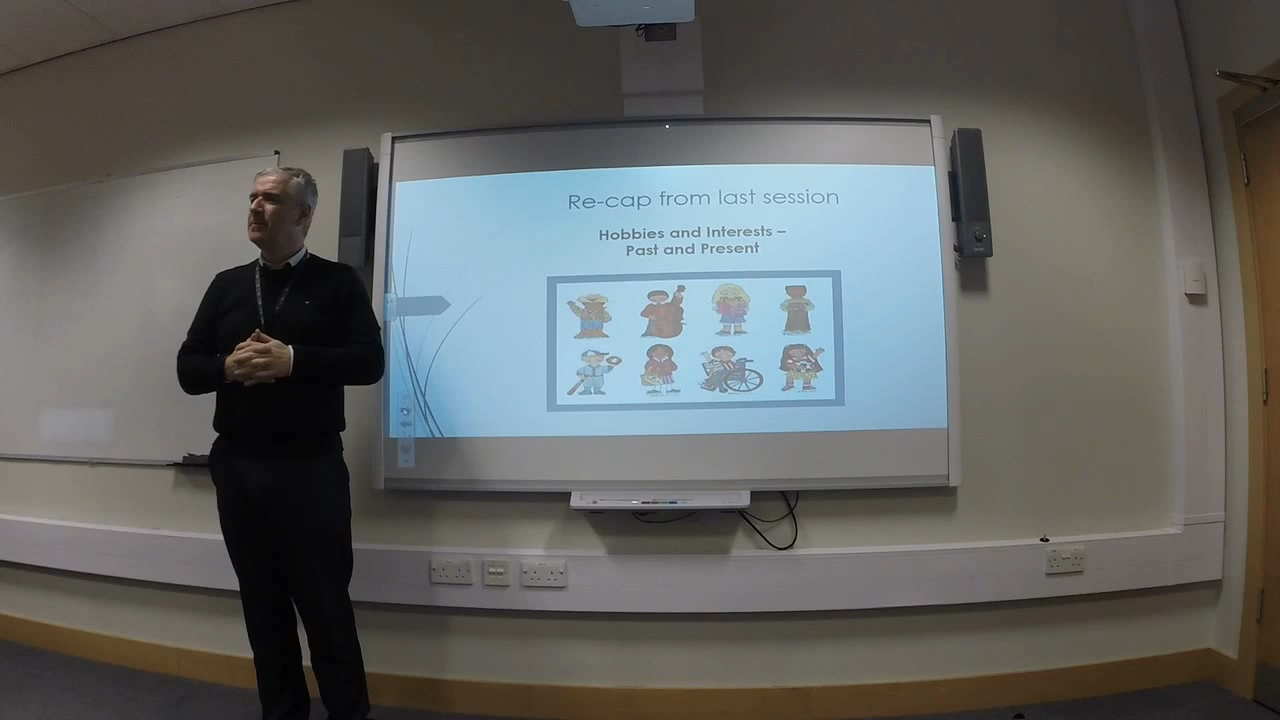 Re-cap from last session
Hobbies and Interests –
Past and Present